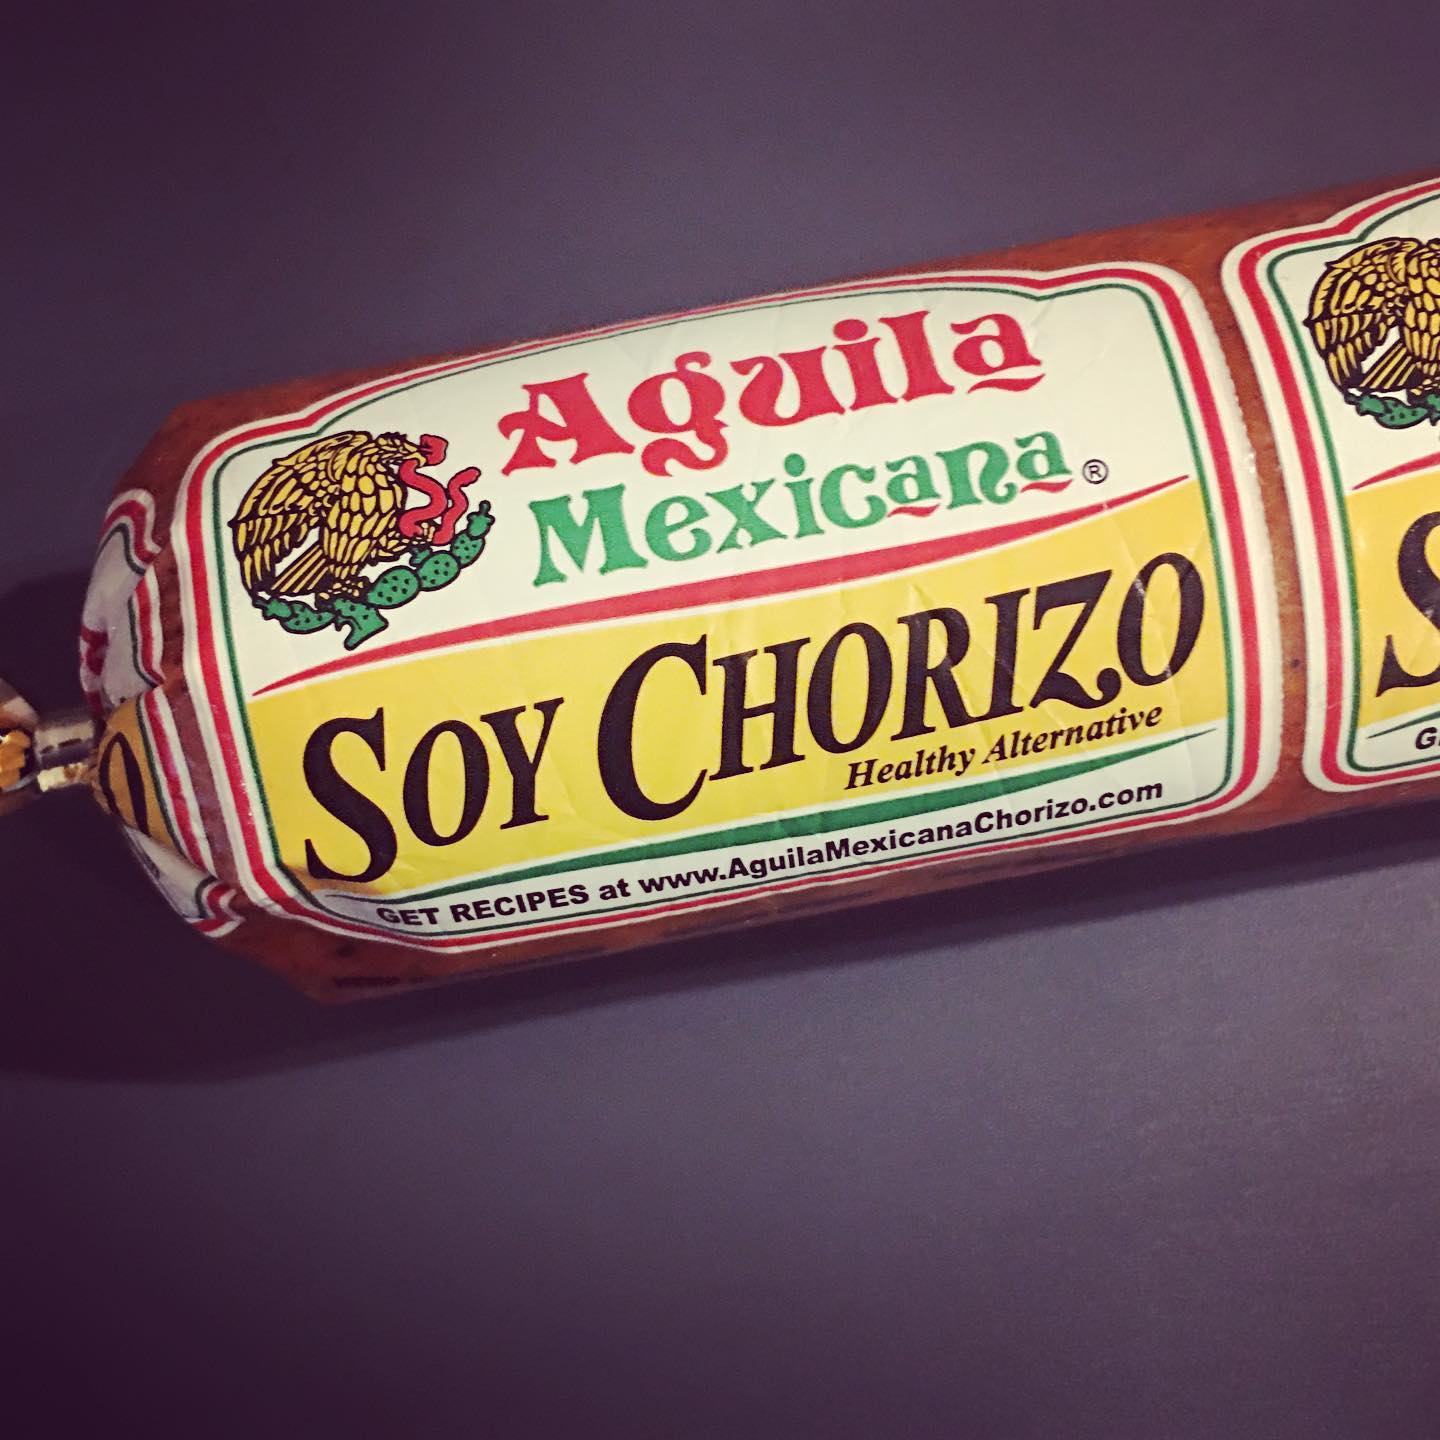 Aguila
Mexicana®
SOY CHORIZO
Healthy Alternative
GET RECIPES at www.AguilaMexicanaChorizo.com
S
G
O